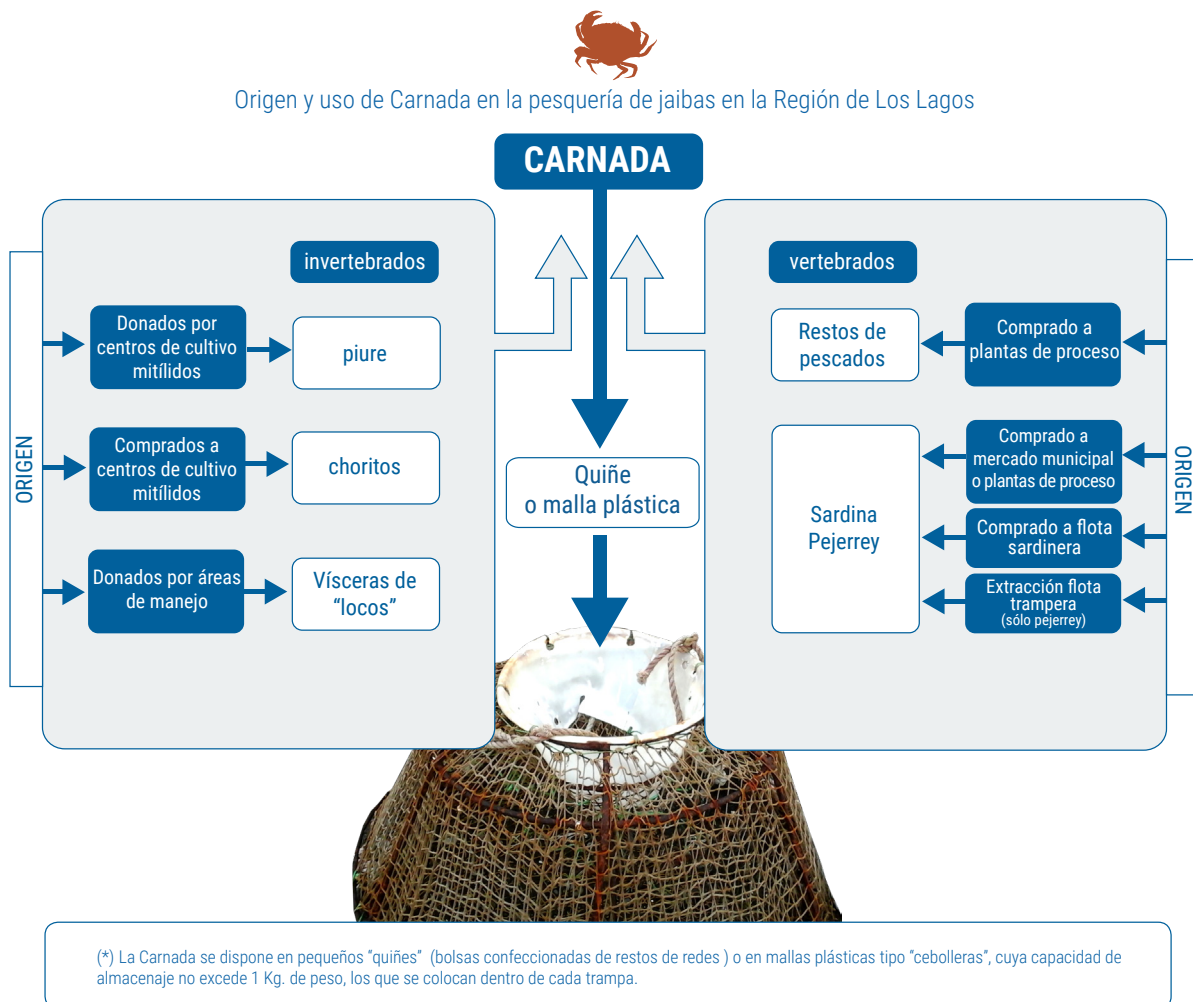 Origen y uso de Carnada en la pesquería de jaibas en la Región de Los Lagos
CARNADA
ORIGEN
invertebrados
Donados por
centros de cultivo
mitílidos
piure
Comprados a
centros de cultivo
mitílidos
choritos
Donados por áreas
de manejo
Vísceras de
“locos”
Quiñe
o malla plástica
vertebrados
Restos de
pescados
Comprado a
plantas de proceso
Sardina
Pejerrey
Comprado a
mercado municipal
o plantas de proceso
Comprado a flota
sardinera
Extracción flota
trampera
(sólo pejerrey)
ORIGEN
(*) La Carnada se dispone en pequeños “quiñes” (bolsas confeccionadas de restos de redes ) o en mallas plásticas tipo “cebolleras”, cuya capacidad de
almacenaje no excede 1 Kg. de peso, los que se colocan dentro de cada trampa.